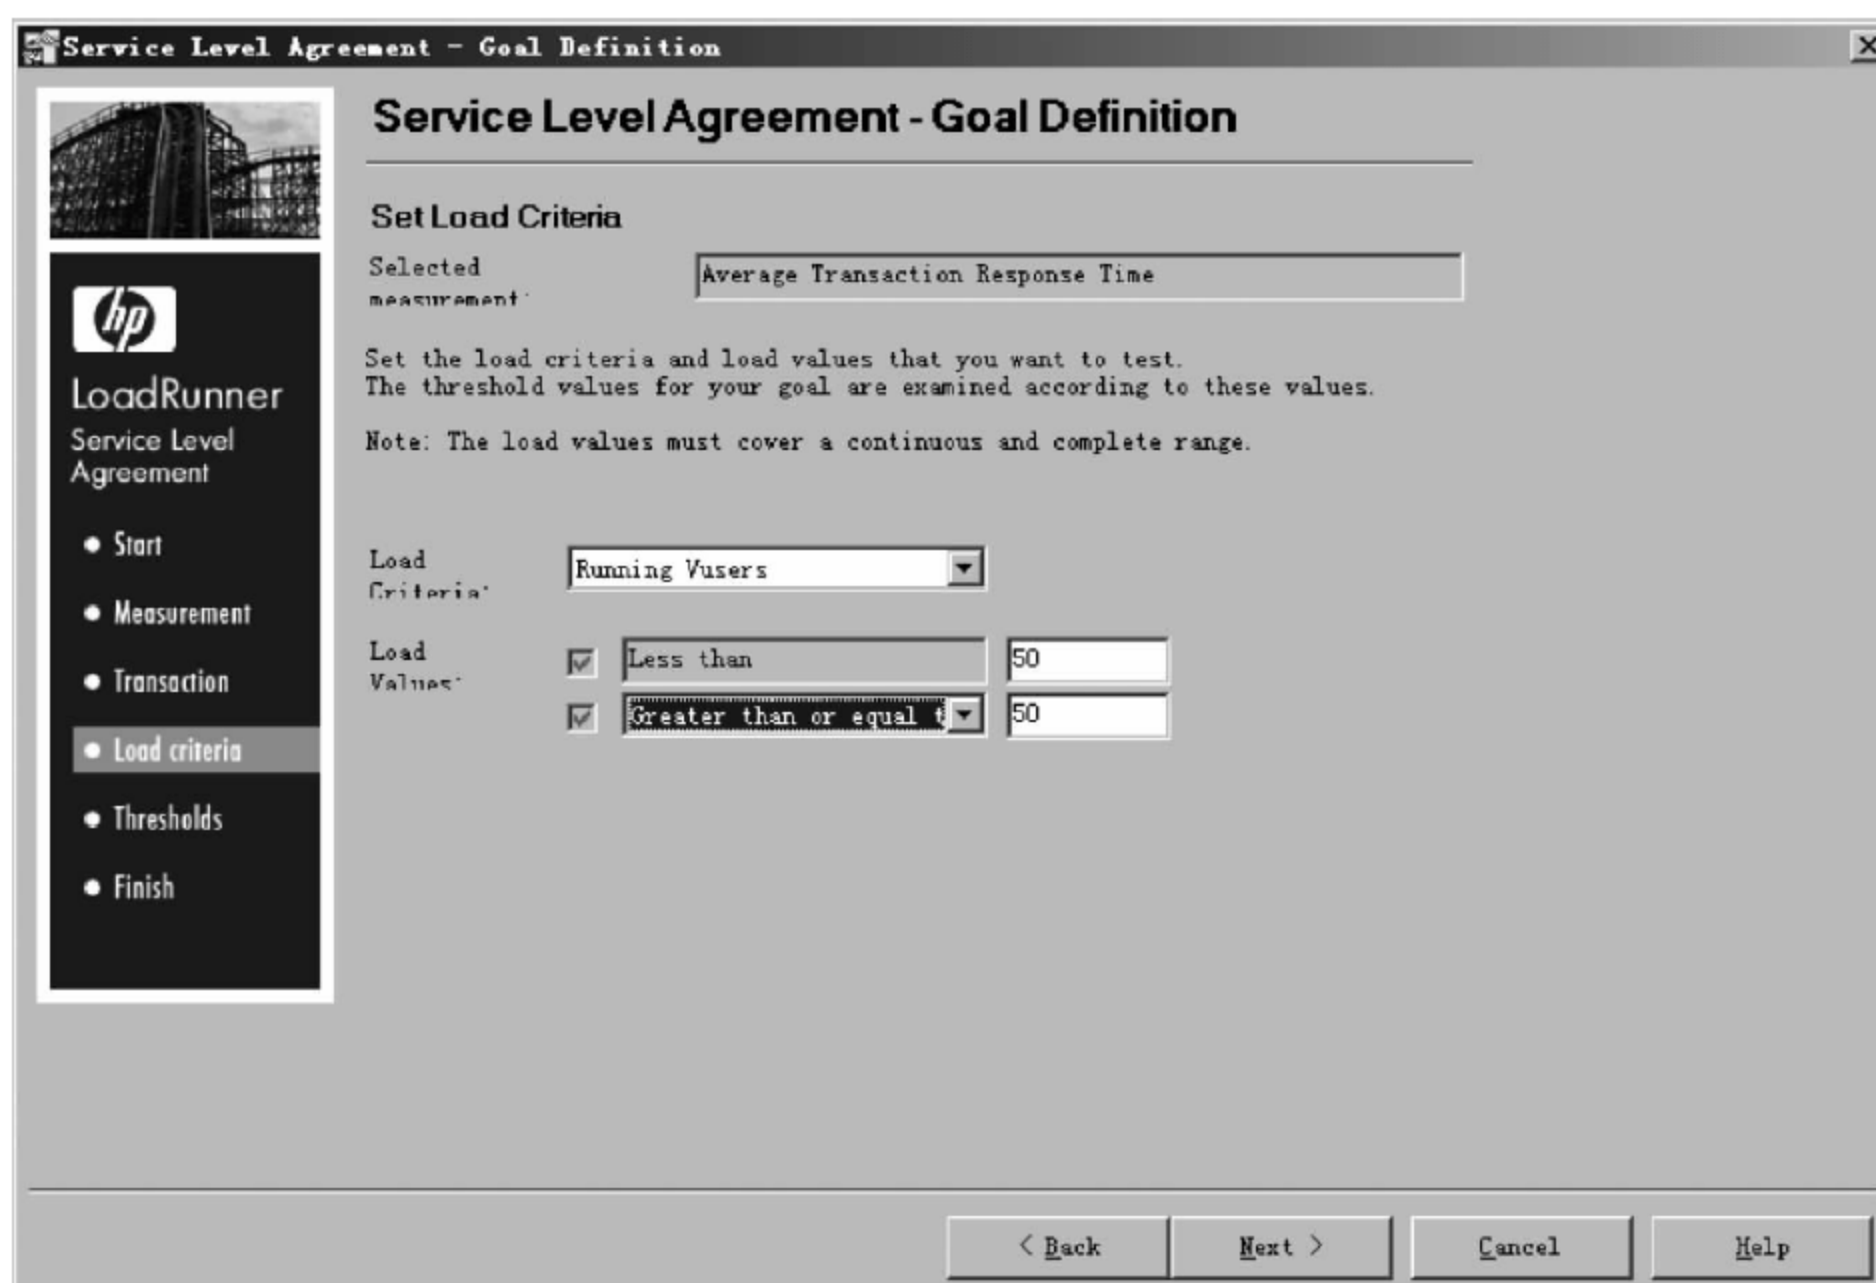 Service Level Agreement - Goal Definition
Service Level Agreement - Goal Definition
hp
LoadRunner
Service Level
Agreement
Start
Measurement
Transaction
Load criteria
Thresholds
Finish
Set Load Criteria
Selected
measurement:
Average Transaction Response Time
Set the load criteria and load values that you want to test.
The threshold values for your goal are examined according to these values.
Note: The load values must cover a continuous and complete range.
Load
Criteria:
Running Vusers
Load
Values:
Less than
50
Greater than or equal t
50
< Back
Next >
Cancel
Help